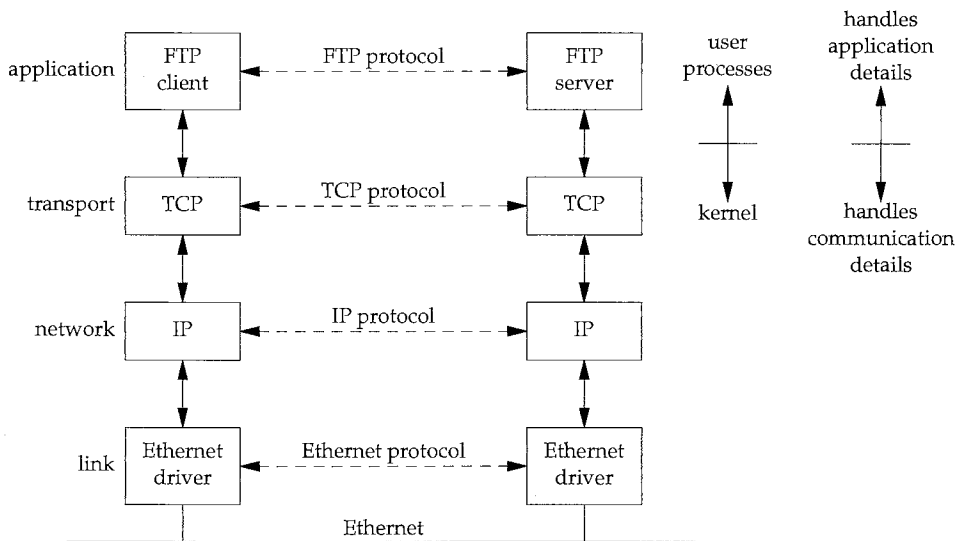 application
FTP
client
FTP protocol
FTP
server
user
processes
handles
application
details
transport
TCP
TCP protocol
TCP
kernel
handles
communication
details
network
IP
IP protocol
IP
link
Ethernet
driver
Ethernet protocol
Ethernet
driver
Ethernet